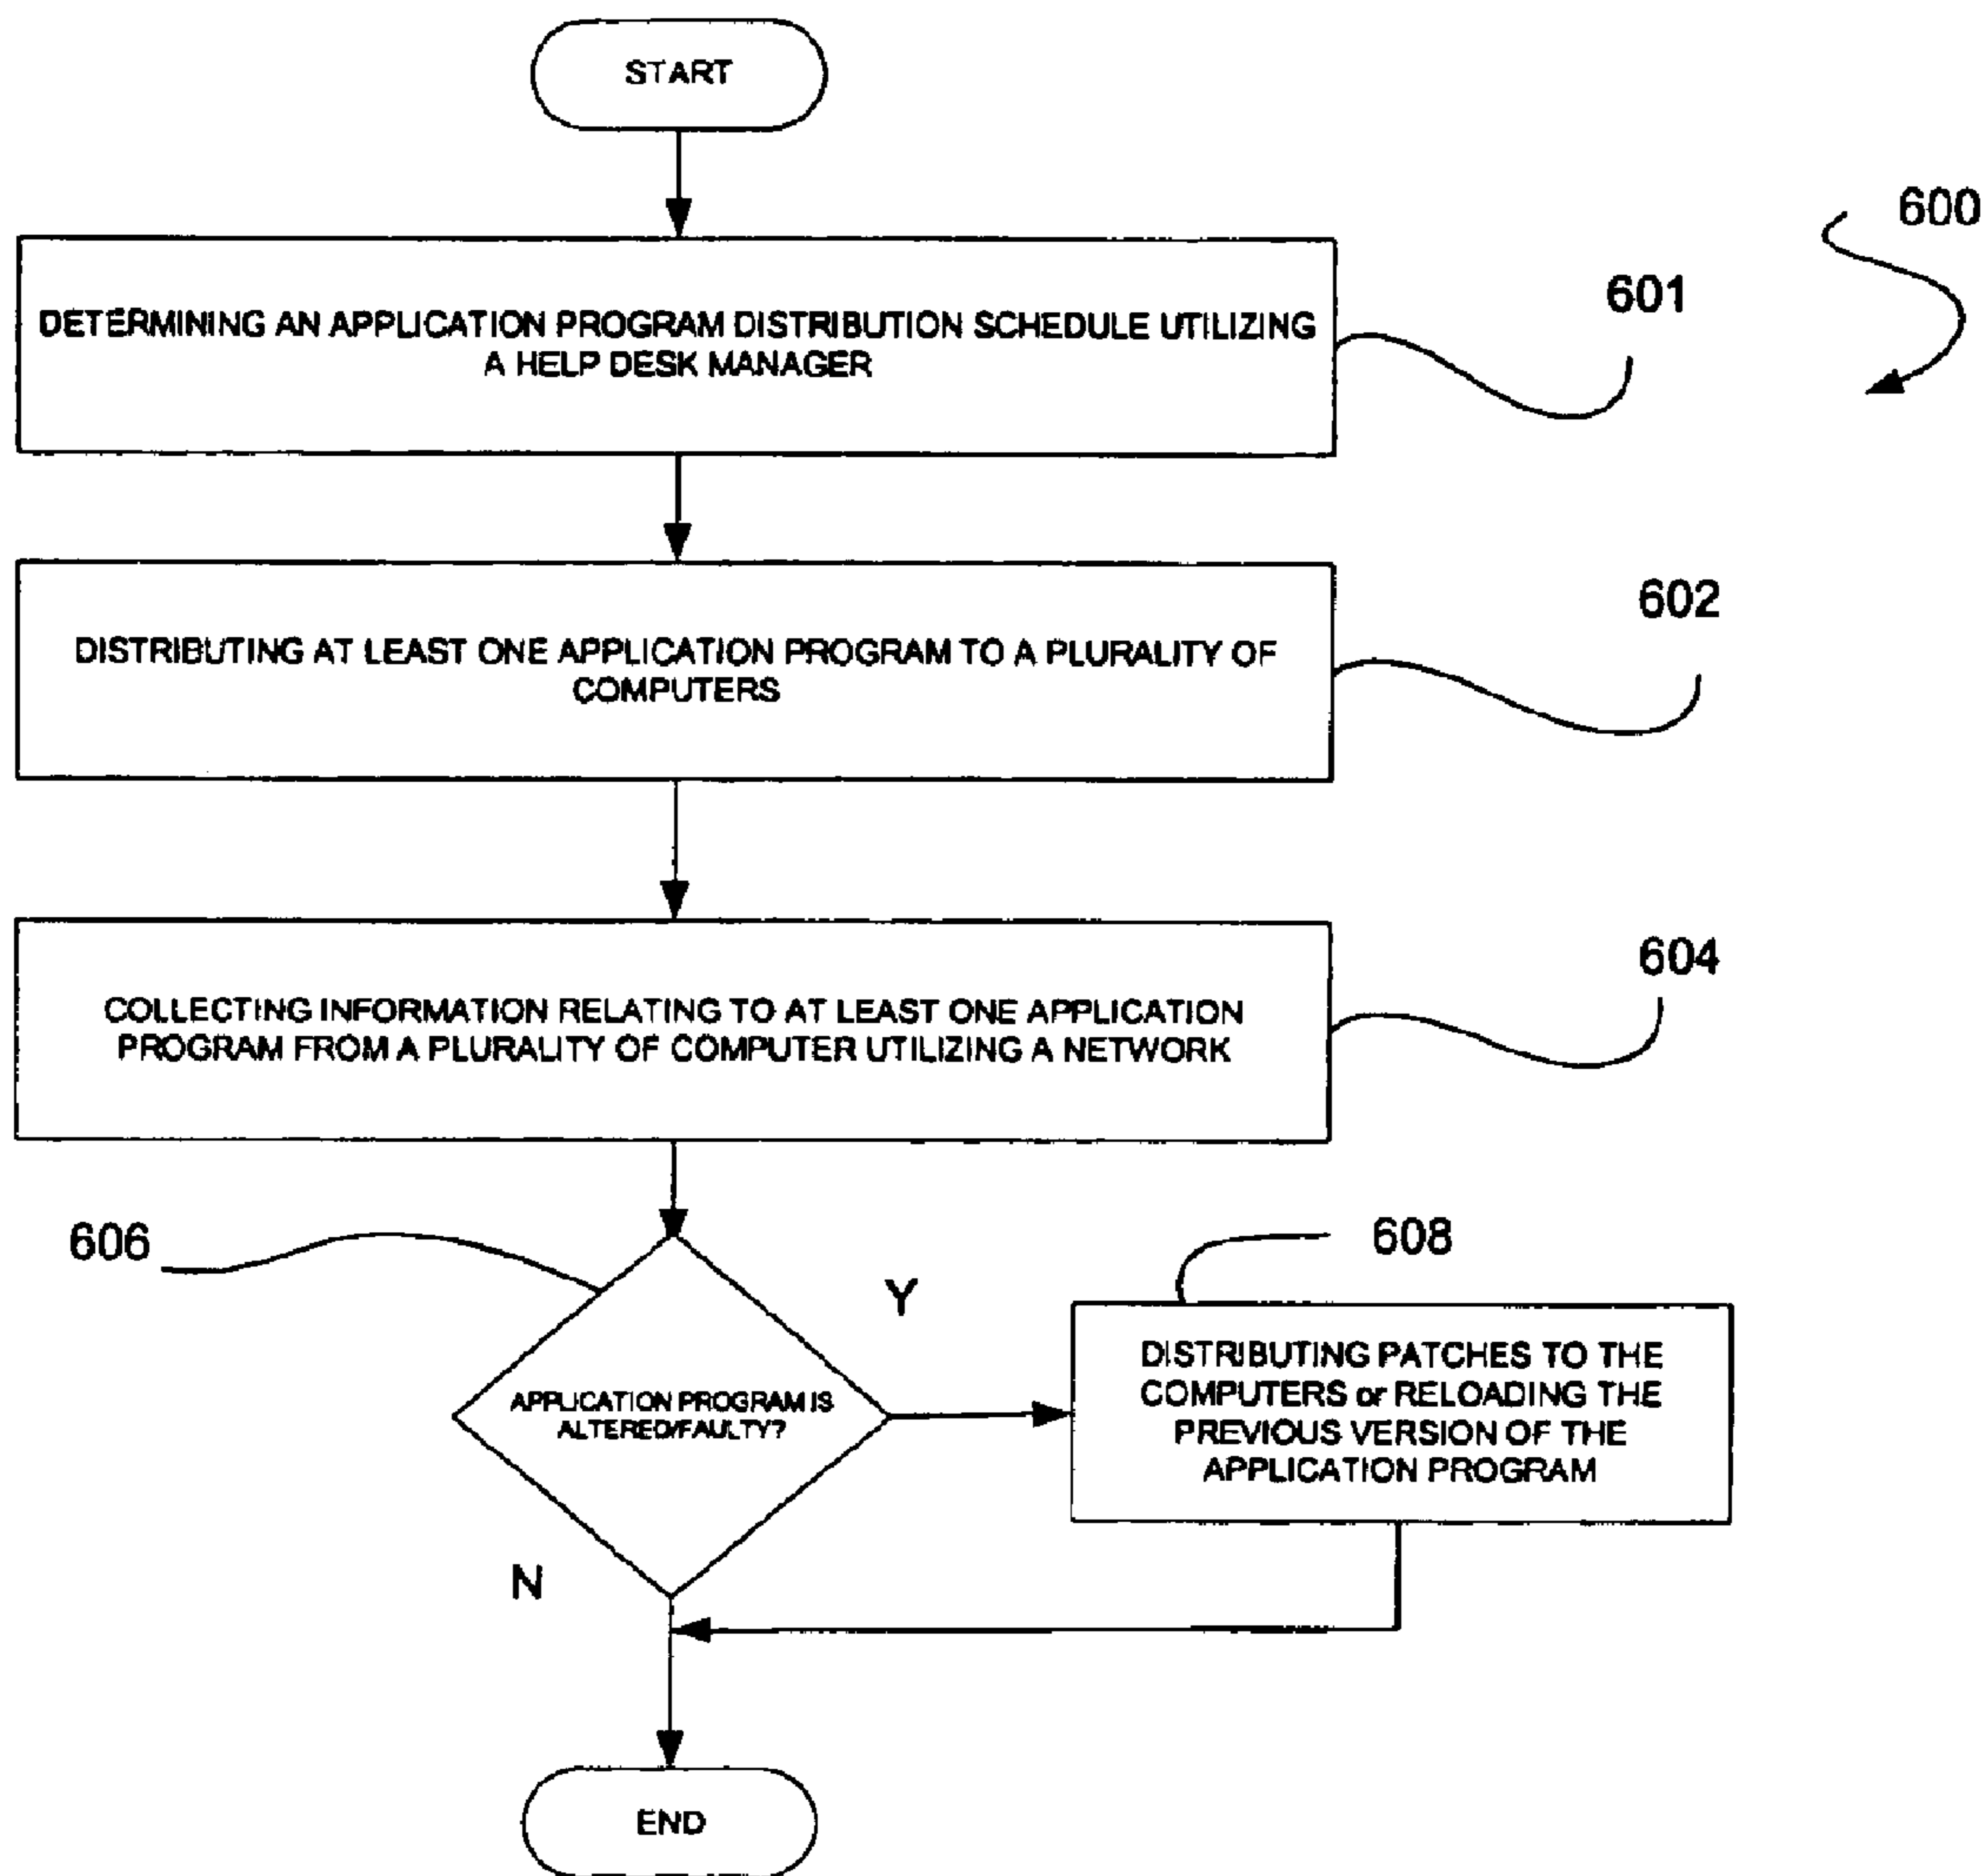 START
600
601
DETERMINING AN APPLICATION PROGRAM DISTRIBUTION SCHEDULE UTILIZING
A HELP DESK MANAGER
602
DISTRIBUTING AT LEAST ONE APPLICATION PROGRAM TO A PLURALITY OF
COMPUTERS
604
COLLECTING INFORMATION RELATING TO AT LEAST ONE APPLICATION
PROGRAM FROM A PLURALITY OF COMPUTER UTILIZING A NETWORK
606
608
Y
APPLICATION PROGRAM IS
ALTERED/FAULTY?
DISTRIBUTING PATCHES TO THE
COMPUTERS or RELOADING THE
PREVIOUS VERSION OF THE
APPLICATION PROGRAM
N
END